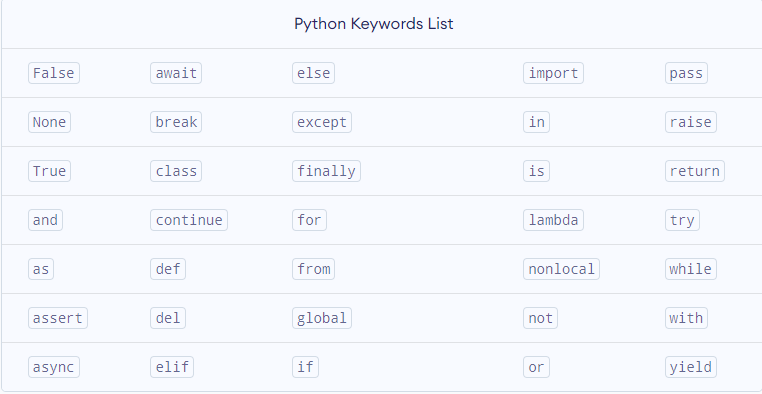 Python Keywords List
False await else import pass
None break except in raise
True class finally is return
and continue for lambda try
as def from nonlocal while
assert del global not with
async elif if or yield